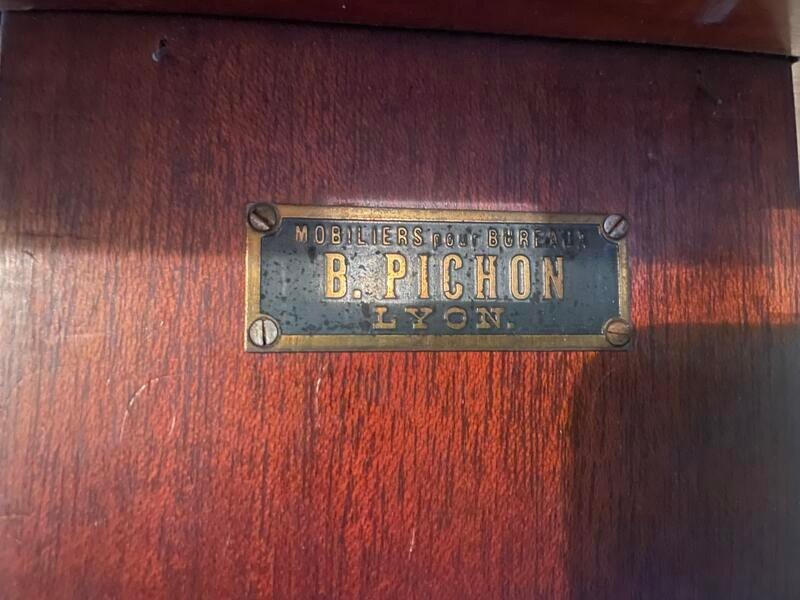 MOBILIERS pour BUREAUX
B. PICHON
LYON.